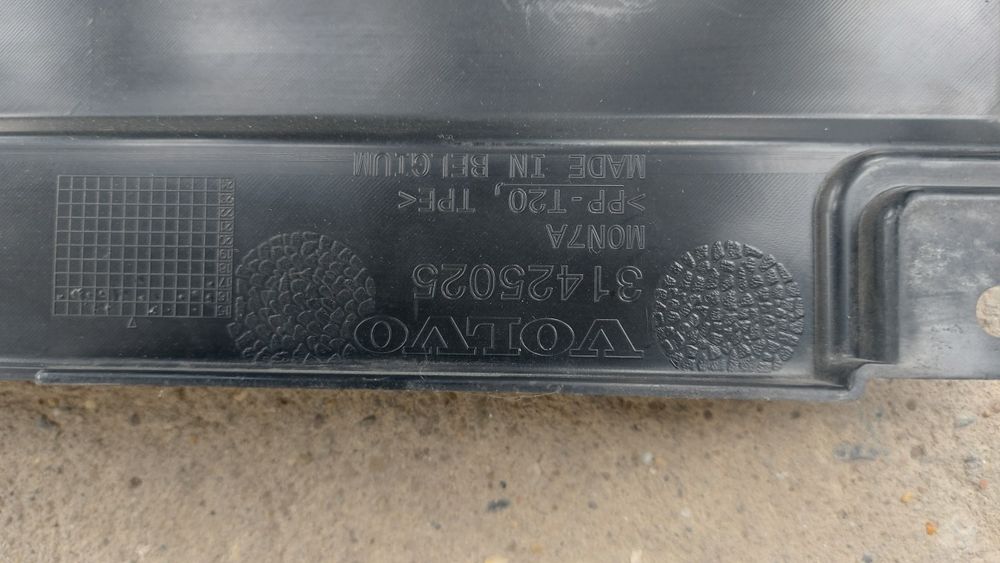 VOLVO
31425025
MON7A
>PP-T20, TPE<
MADE IN BELGIUM